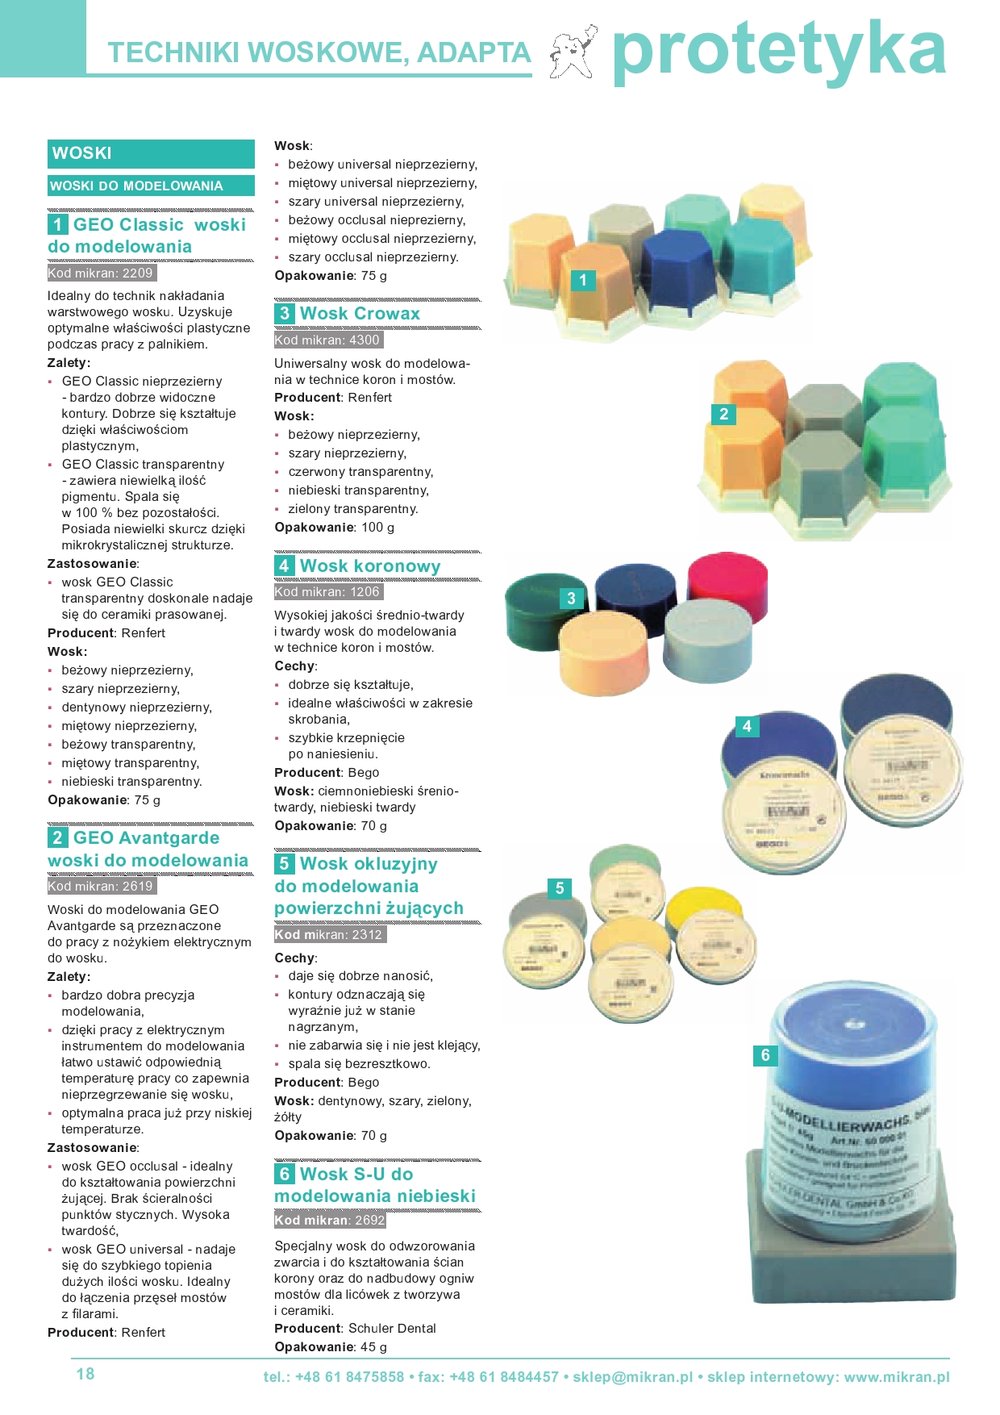 TECHNIKI WOSKOWE, ADAPTA
protetyka
WOSKI
WOSKI DO MODELOWANIA
1 GEO Classic woski
do modelowania
Kod mikran: 2209
Idealny do technik nakładania
warstwowego wosku. Uzyskuje
optymalne właściwości plastyczne
podczas pracy z palnikiem.
Zalety:
▪ GEO Classic nieprzezierny
- bardzo dobrze widoczne
kontury. Dobrze się kształtuje
dzięki właściwościom
plastycznym,
▪ GEO Classic transparentny
- zawiera niewielką ilość
pigmentu. Spala się
w 100 % bez pozostałości.
Posiada niewielki skurcz dzięki
mikrokrystalicznej strukturze.
Zastosowanie:
▪ wosk GEO Classic
transparentny doskonale nadaje
się do ceramiki prasowanej.
Producent: Renfert
Wosk:
▪ beżowy nieprzezierny,
▪ szary nieprzezierny,
▪ dentynowy nieprzezierny,
▪ miętowy nieprzezierny,
▪ beżowy transparentny,
▪ miętowy transparentny,
▪ niebieski transparentny.
Opakowanie: 75 g
2 GEO Avantgarde
woski do modelowania
Kod mikran: 2619
Woski do modelowania GEO
Avantgarde są przeznaczone
do pracy z nożykiem elektrycznym
do wosku.
Zalety:
▪ bardzo dobra precyzja
modelowania,
▪ dzięki pracy z elektrycznym
instrumentem do modelowania
łatwo ustawić odpowiednią
temperaturę pracy co zapewnia
nieprzegrzewanie się wosku,
▪ optymalna praca już przy niskiej
temperaturze.
Zastosowanie:
▪ wosk GEO occlusal - idealny
do kształtowania powierzchni
żującej. Brak ścieralności
punktów stycznych. Wysoka
twardość,
▪ wosk GEO universal - nadaje
się do szybkiego topienia
dużych ilości wosku. Idealny
do łączenia przęseł mostów
z filarami.
Producent: Renfert
Wosk:
▪ beżowy universal nieprzezierny,
▪ miętowy universal nieprzezierny,
▪ szary universal nieprzezierny,
▪ beżowy occlusal nieprezierny,
▪ miętowy occlusal nieprzezierny,
▪ szary occlusal nieprzezierny.
Opakowanie: 75 g
3 Wosk Crowax
Kod mikran: 4300
Uniwersalny wosk do modelowa-
nia w technice koron i mostów.
Producent: Renfert
Wosk:
▪ beżowy nieprzezierny,
▪ szary nieprzezierny,
▪ czerwony transparentny,
▪ niebieski transparentny,
▪ zielony transparentny.
Opakowanie: 100 g
4 Wosk koronowy
Kod mikran: 1206
Wysokiej jakości średnio-twardy
i twardy wosk do modelowania
w technice koron i mostów.
Cechy:
▪ dobrze się kształtuje,
▪ idealne właściwości w zakresie
skrobania,
▪ szybkie krzepnięcie
po naniesieniu.
Producent: Bego
Wosk: ciemnoniebieski śrenio-
twardy, niebieski twardy
Opakowanie: 70 g
5 Wosk okluzyjny
do modelowania
powierzchni żujących
Kod mikran: 2312
Cechy:
▪ daje się dobrze nanosić,
▪ kontury odznaczają się
wyraźnie już w stanie
nagrzanym,
▪ nie zabarwia się i nie jest klejący,
▪ spala się bezresztkowo.
Producent: Bego
Wosk: dentynowy, szary, zielony,
żółty
Opakowanie: 70 g
6 Wosk S-U do
modelowania niebieski
Kod mikran: 2692
Specjalny wosk do odwzorowania
zwarcia i do kształtowania ścian
korony oraz do nadbudowy ogniw
mostów dla licówek z tworzywa
i ceramiki.
Producent: Schuler Dental
Opakowanie: 45 g
1
2
3
4
Kronenwachs
BEGO
BEGO
5
6
S-U-MODELLIERWACHS,
45g Art.Nr. 60 000 01
DENTAL GmbH & Co.KG
18
tel.: +48 61 8475858 • fax: +48 61 8484457 • sklep@mikran.pl • sklep internetowy: www.mikran.pl